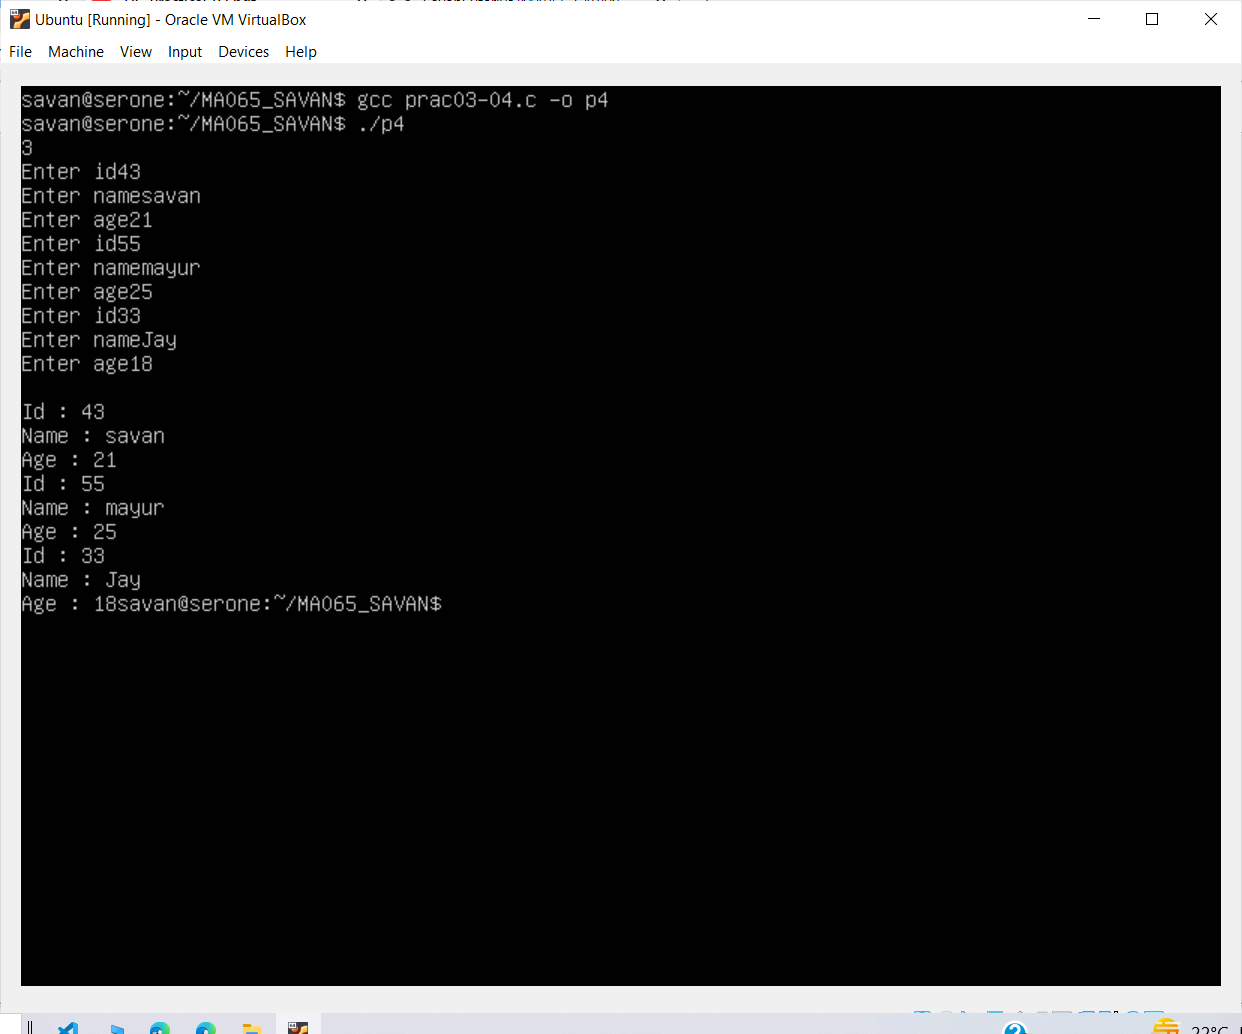 Ubuntu [Running] - Oracle VM VirtualBox
File Machine View Input Devices Help
savan@serone:~/MA065_SAVAN$ gcc prac03-04.c -o p4
savan@serone:~/MA065_SAVAN$ ./p4
3
Enter id43
Enter namesavan
Enter age21
Enter id55
Enter namemayur
Enter age25
Enter id33
Enter nameJay
Enter age18
Id : 43
Name : savan
Age : 21
Id : 55
Name : mayur
Age : 25
Id : 33
Name : Jay
Age : 18savan@serone:~/MA065_SAVAN$
22°C